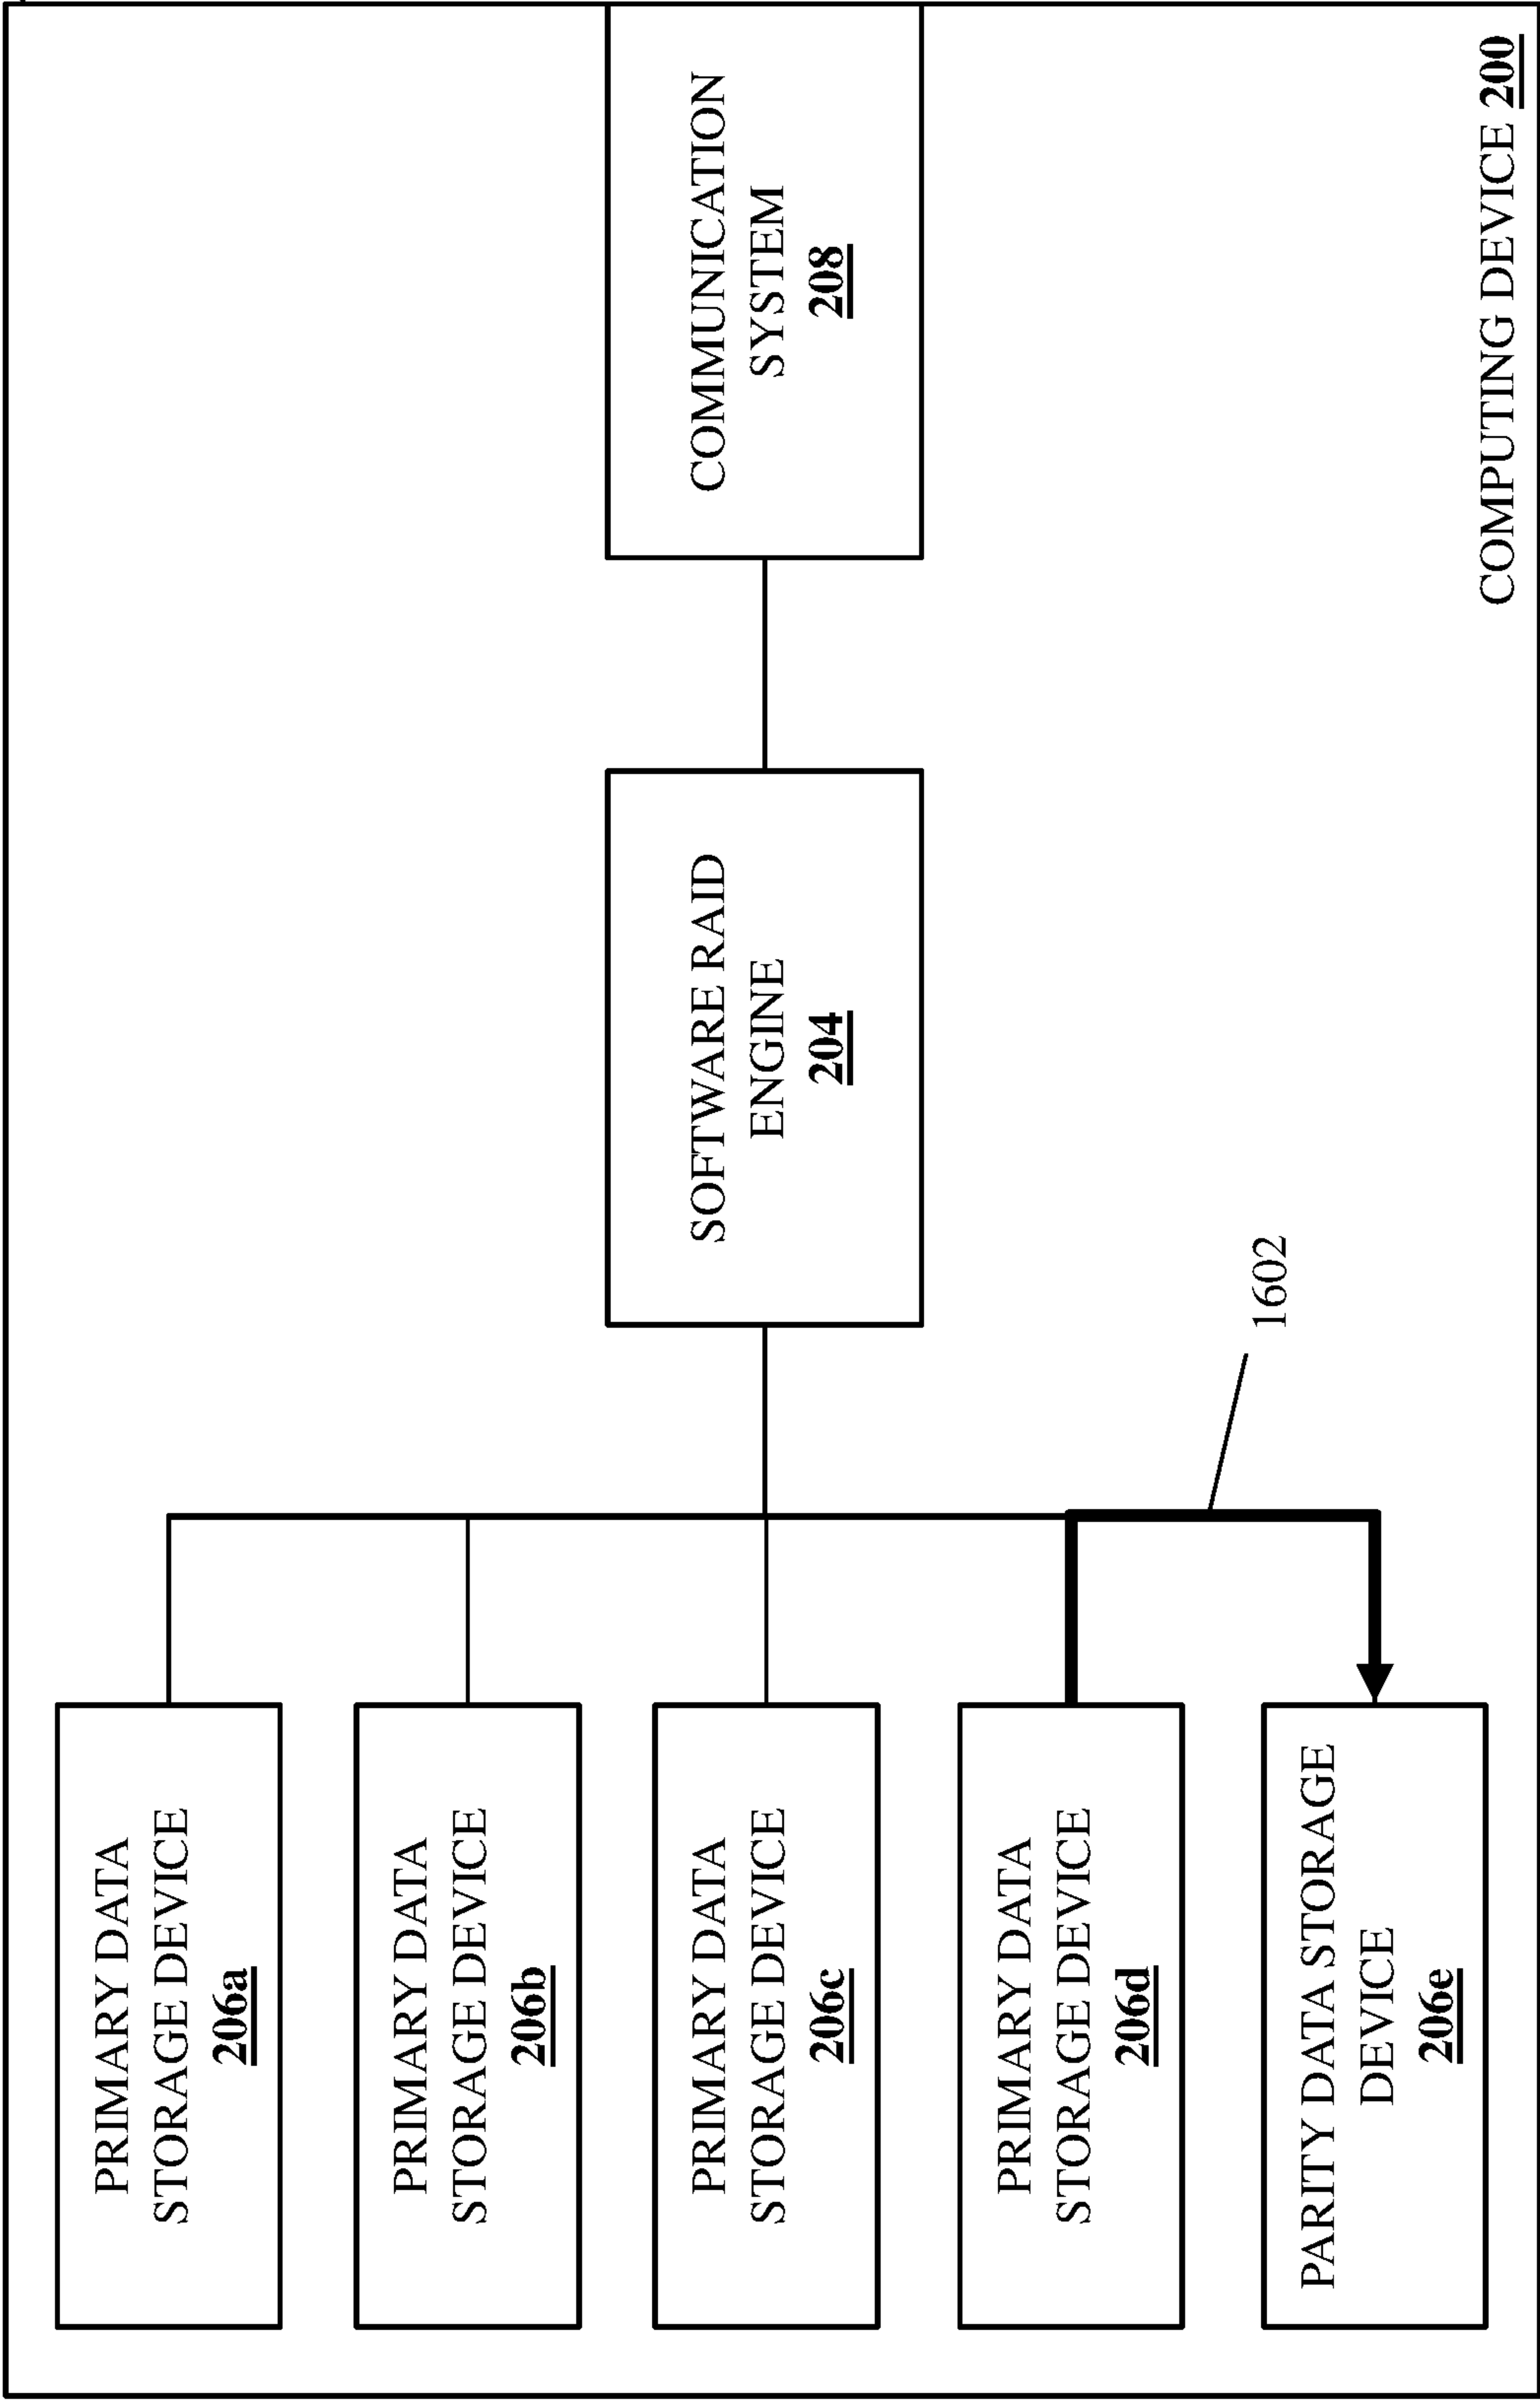 PRIMARY DATA
STORAGE DEVICE
206a
PRIMARY DATA
STORAGE DEVICE
206b
PRIMARY DATA
STORAGE DEVICE
206c
PRIMARY DATA
STORAGE DEVICE
206d
PARITY DATA STORAGE
DEVICE
206e
1602
SOFTWARE RAID
ENGINE
204
COMMUNICATION
SYSTEM
208
COMPUTING DEVICE 200